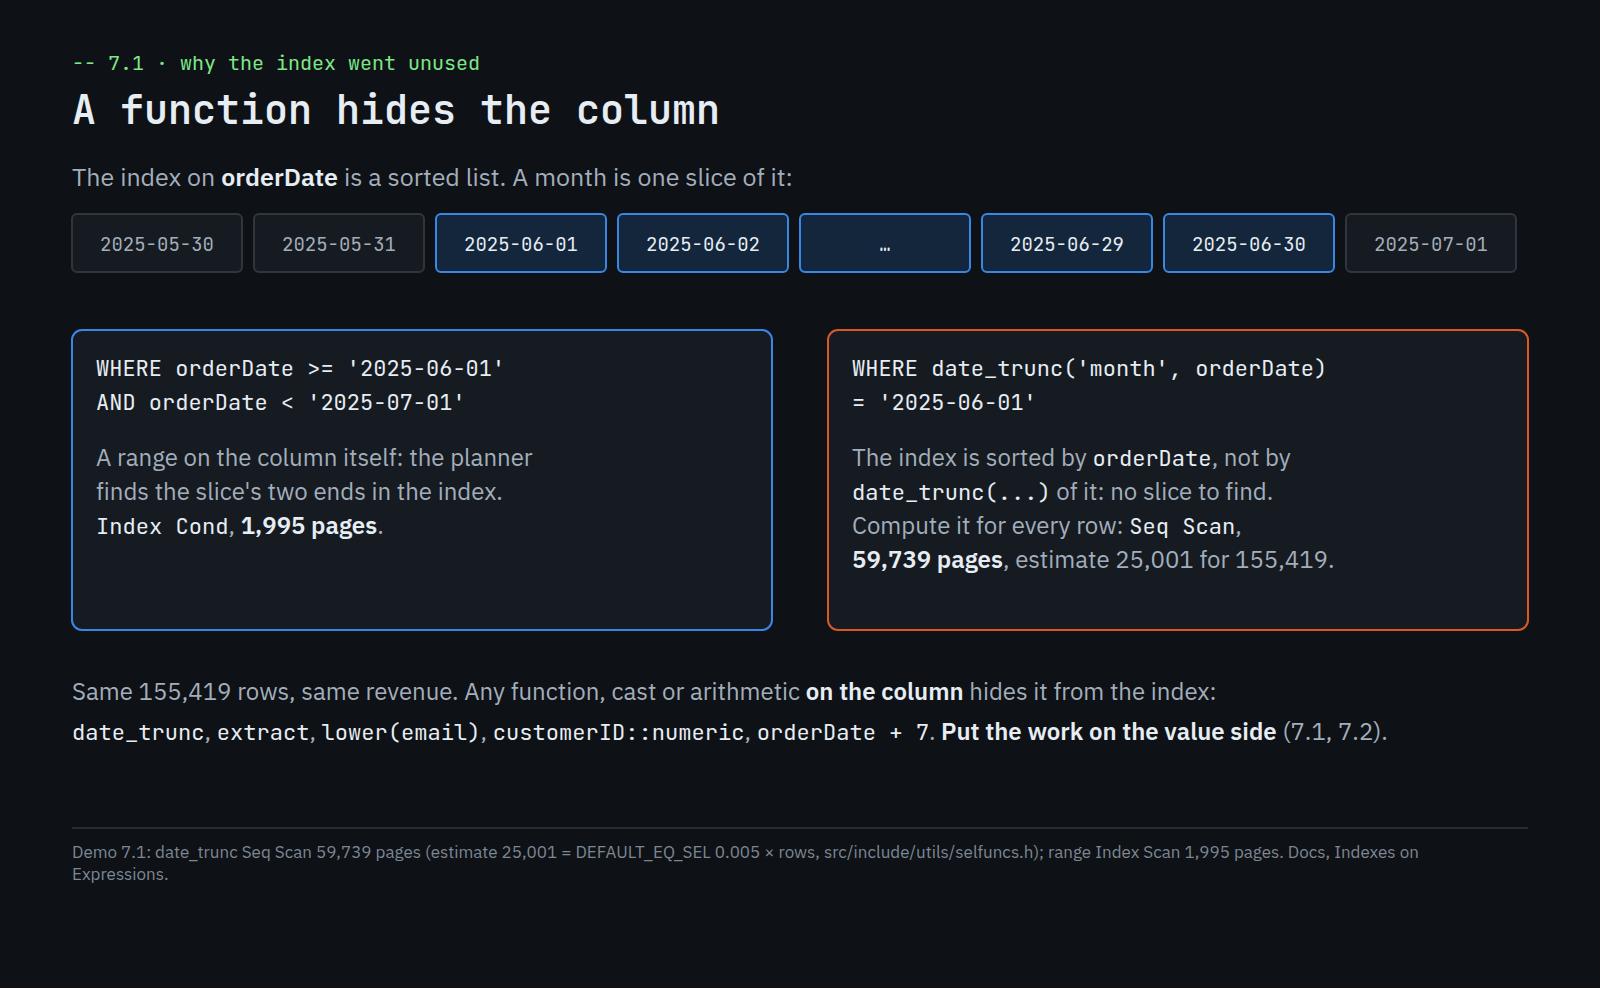 -- 7.1 · why the index went unused
A function hides the column
The index on orderDate is a sorted list. A month is one slice of it:
2025-05-30 2025-05-31 2025-06-01 2025-06-02 … 2025-06-29 2025-06-30 2025-07-01
WHERE orderDate >= '2025-06-01'
AND orderDate < '2025-07-01'
A range on the column itself: the planner
finds the slice's two ends in the index.
Index Cond, 1,995 pages.
WHERE date_trunc('month', orderDate)
= '2025-06-01'
The index is sorted by orderDate, not by
date_trunc(...) of it: no slice to find.
Compute it for every row: Seq Scan,
59,739 pages, estimate 25,001 for 155,419.
Same 155,419 rows, same revenue. Any function, cast or arithmetic on the column hides it from the index:
date_trunc, extract, lower(email), customerID::numeric, orderDate + 7. Put the work on the value side (7.1, 7.2).
Demo 7.1: date_trunc Seq Scan 59,739 pages (estimate 25,001 = DEFAULT_EQ_SEL 0.005 × rows, src/include/utils/selfuncs.h); range Index Scan 1,995 pages. Docs, Indexes on
Expressions.